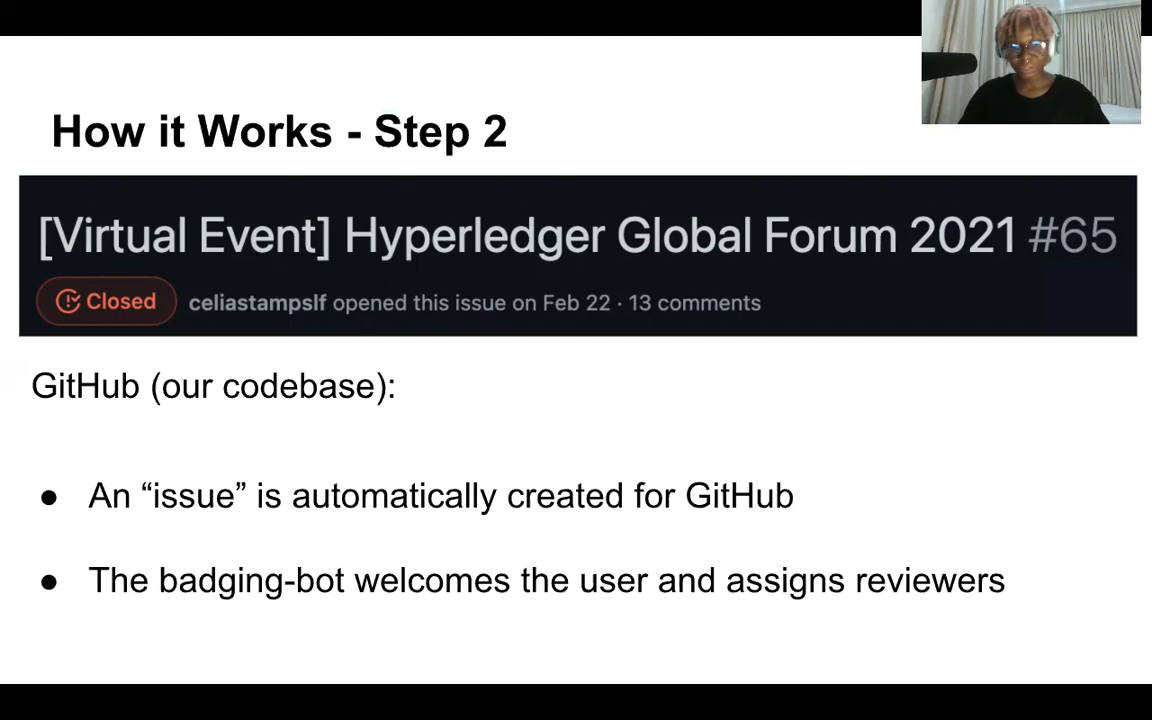 How it Works - Step 2
[Virtual Event] Hyperledger Global Forum 2021 #65
Closed celiastampslf opened this issue on Feb 22 · 13 comments
GitHub (our codebase):
● An “issue” is automatically created for GitHub
● The badging-bot welcomes the user and assigns reviewers